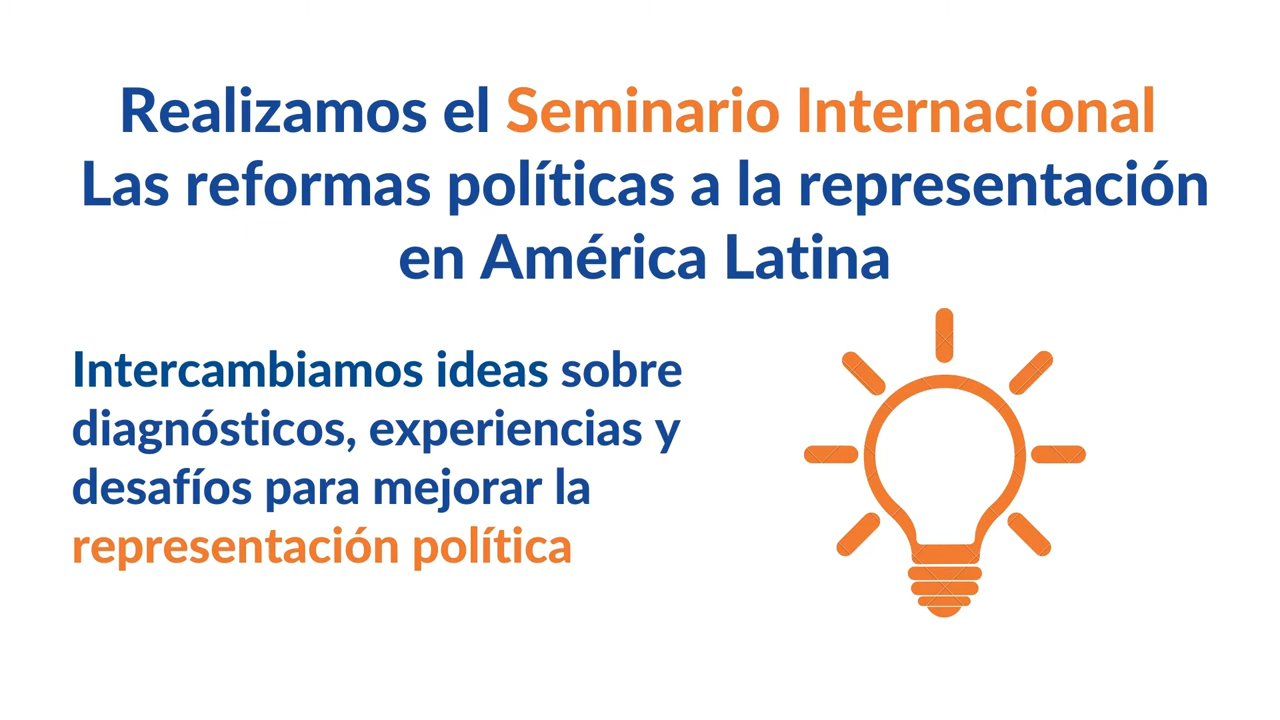 Realizamos el Seminario Internacional
Las reformas políticas a la representación
en América Latina
Intercambiamos ideas sobre
diagnósticos, experiencias y
desafíos para mejorar la
representación política